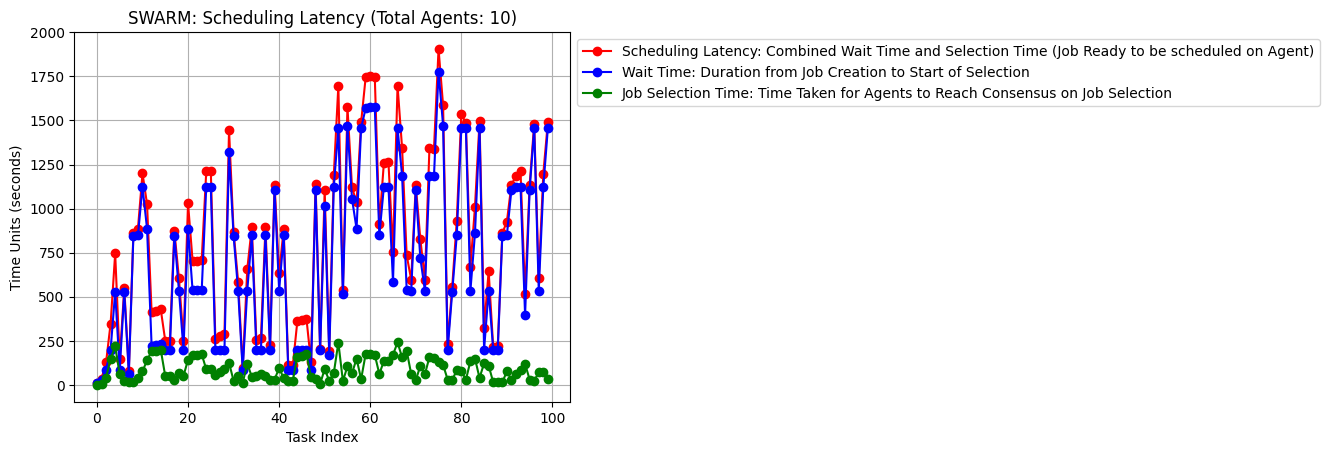 SWARM: Scheduling Latency (Total Agents: 10)
Scheduling Latency: Combined Wait Time and Selection Time (Job Ready to be scheduled on Agent)
Wait Time: Duration from Job Creation to Start of Selection
Job Selection Time: Time Taken for Agents to Reach Consensus on Job Selection
Time Units (seconds)
2000
1750
1500
1250
1000
750
500
250
0
0 20 40 60 80 100
Task Index